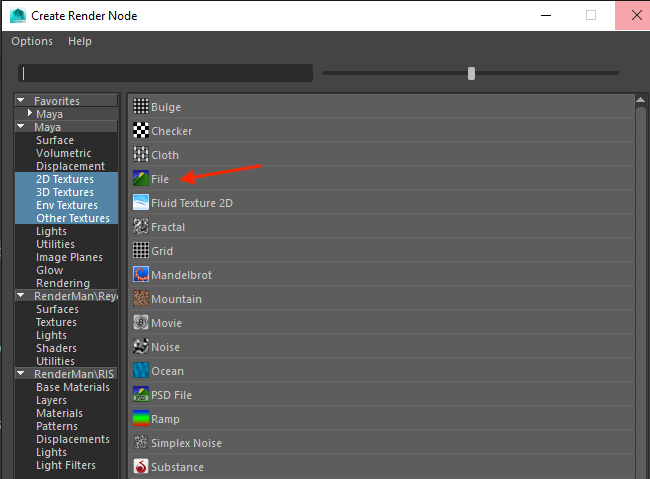 Create Render Node
Options Help
Favorites
Maya
Maya
Surface
Volumetric
Displacement
2D Textures
3D Textures
Env Textures
Other Textures
Lights
Utilities
Image Planes
Glow
Rendering
RenderMan\Reye
Surfaces
Textures
Lights
Shaders
Utilities
RenderMan\RIS
Base Materials
Layers
Materials
Patterns
Displacements
Lights
Light Filters
Bulge
Checker
Cloth
File
Fluid Texture 2D
Fractal
Grid
Mandelbrot
Mountain
Movie
Noise
Ocean
PSD File
Ramp
Simplex Noise
Substance